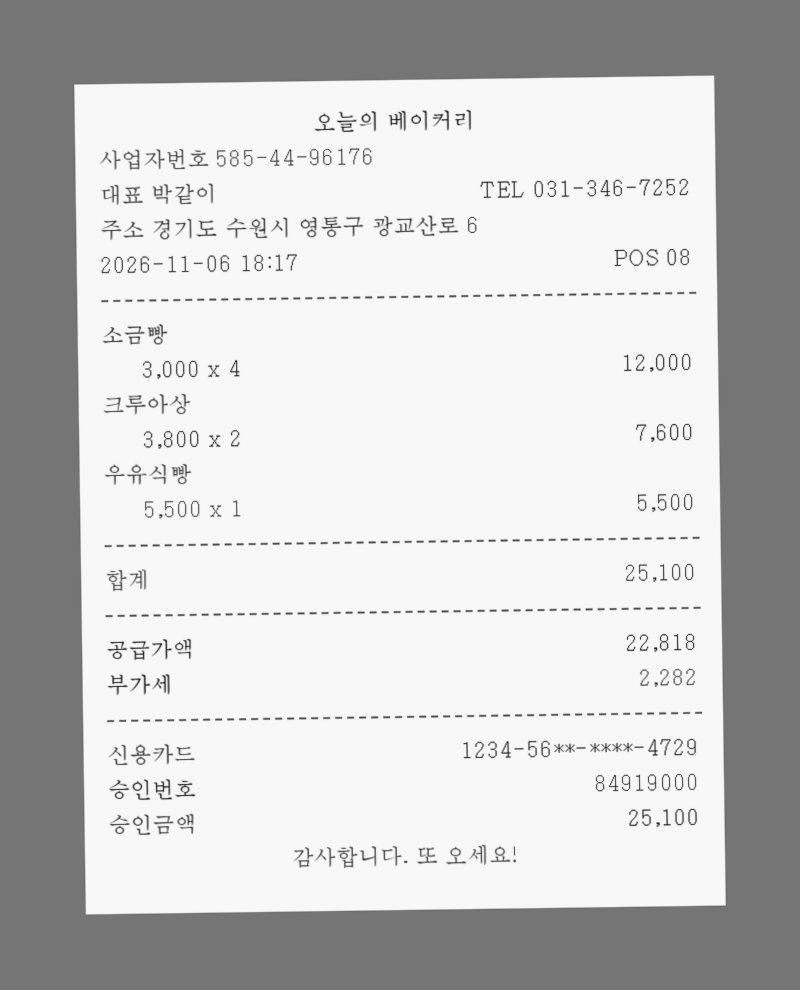 오늘의 베이커리
사업자번호 585-44-96176
대표 박같이 TEL 031-346-7252
주소 경기도 수원시 영통구 광교산로 6
2026-11-06 18:17 POS 08
소금빵
3,000 x 4 12,000
크루아상
3,800 x 2 7,600
우유식빵
5,500 x 1 5,500
합계 25,100
공급가액 22,818
부가세 2,282
신용카드 1234-56**-****-4729
승인번호 84919000
승인금액 25,100
감사합니다. 또 오세요!